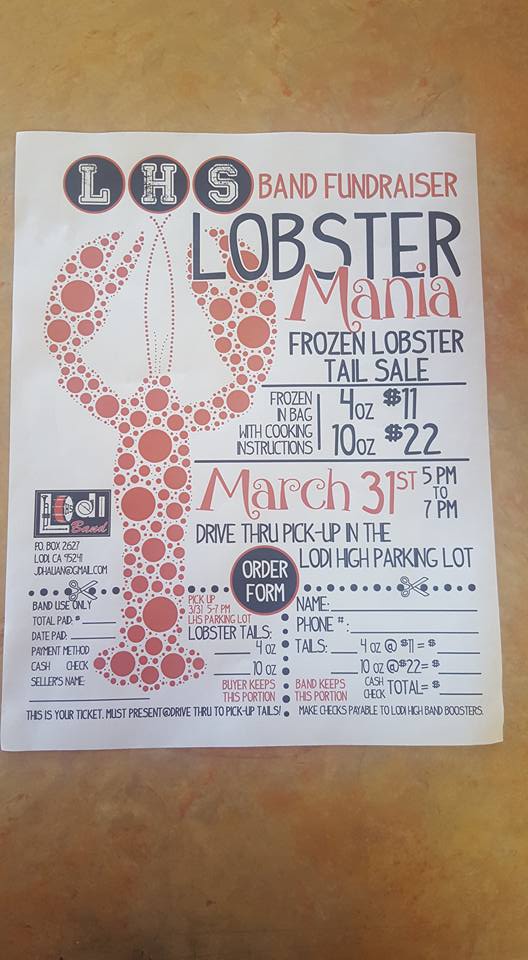 LHS BAND FUNDRAISER
LOBSTER
Mania
FROZEN LOBSTER
TAIL SALE
FROZEN
IN BAG
WITH COOKING
INSTRUCTIONS
4OZ $11
10OZ $22
March 31ST
5 PM
TO
7 PM
DRIVE THRU PICK-UP IN THE
LODI HIGH PARKING LOT
Lodi
Band
P.O. BOX 2627
LODI, CA 95241
JDHALIAN@GMAIL.COM
ORDER
FORM
BAND USE ONLY
TOTAL PAID: $
DATE PAID:
PAYMENT METHOD
CASH CHECK
SELLER'S NAME:
PICK UP
3/31 5-7 PM
LHS PARKING LOT
LOBSTER TAILS:
4 OZ
10 OZ
BUYER KEEPS
THIS PORTION
THIS IS YOUR TICKET. MUST PRESENT@DRIVE THRU TO PICK-UP TAILS!
NAME:
PHONE #:
TAILS: 4 OZ @ $11 = $
10 OZ @$22= $
BAND KEEPS
THIS PORTION
CASH
CHECK
TOTAL= $
MAKE CHECKS PAYABLE TO LODI HIGH BAND BOOSTERS.